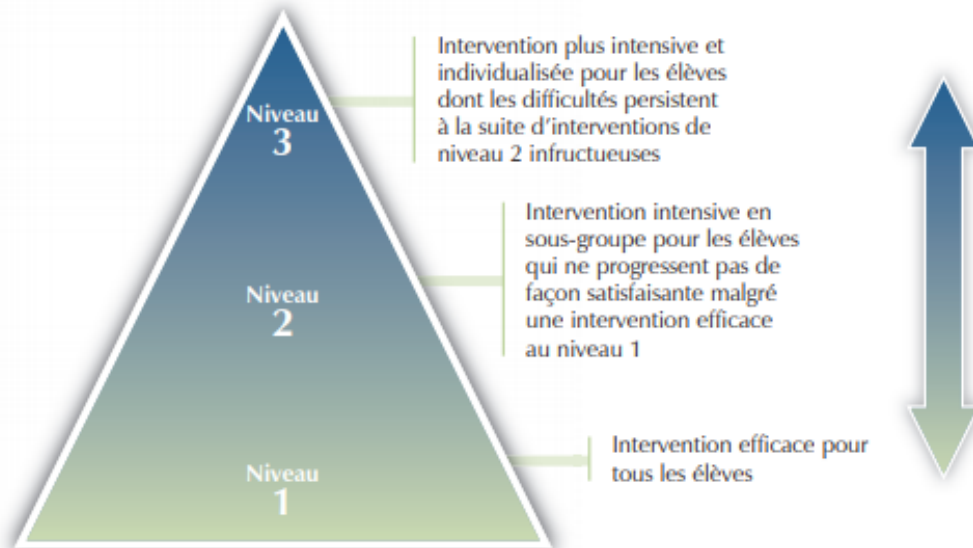 Niveau
3
Intervention plus intensive et
individualisée pour les élèves
dont les difficultés persistent
à la suite d'interventions de
niveau 2 infructueuses
Niveau
2
Intervention intensive en
sous-groupe pour les élèves
qui ne progressent pas de
façon satisfaisante malgré
une intervention efficace
au niveau 1
Niveau
1
Intervention efficace pour
tous les élèves